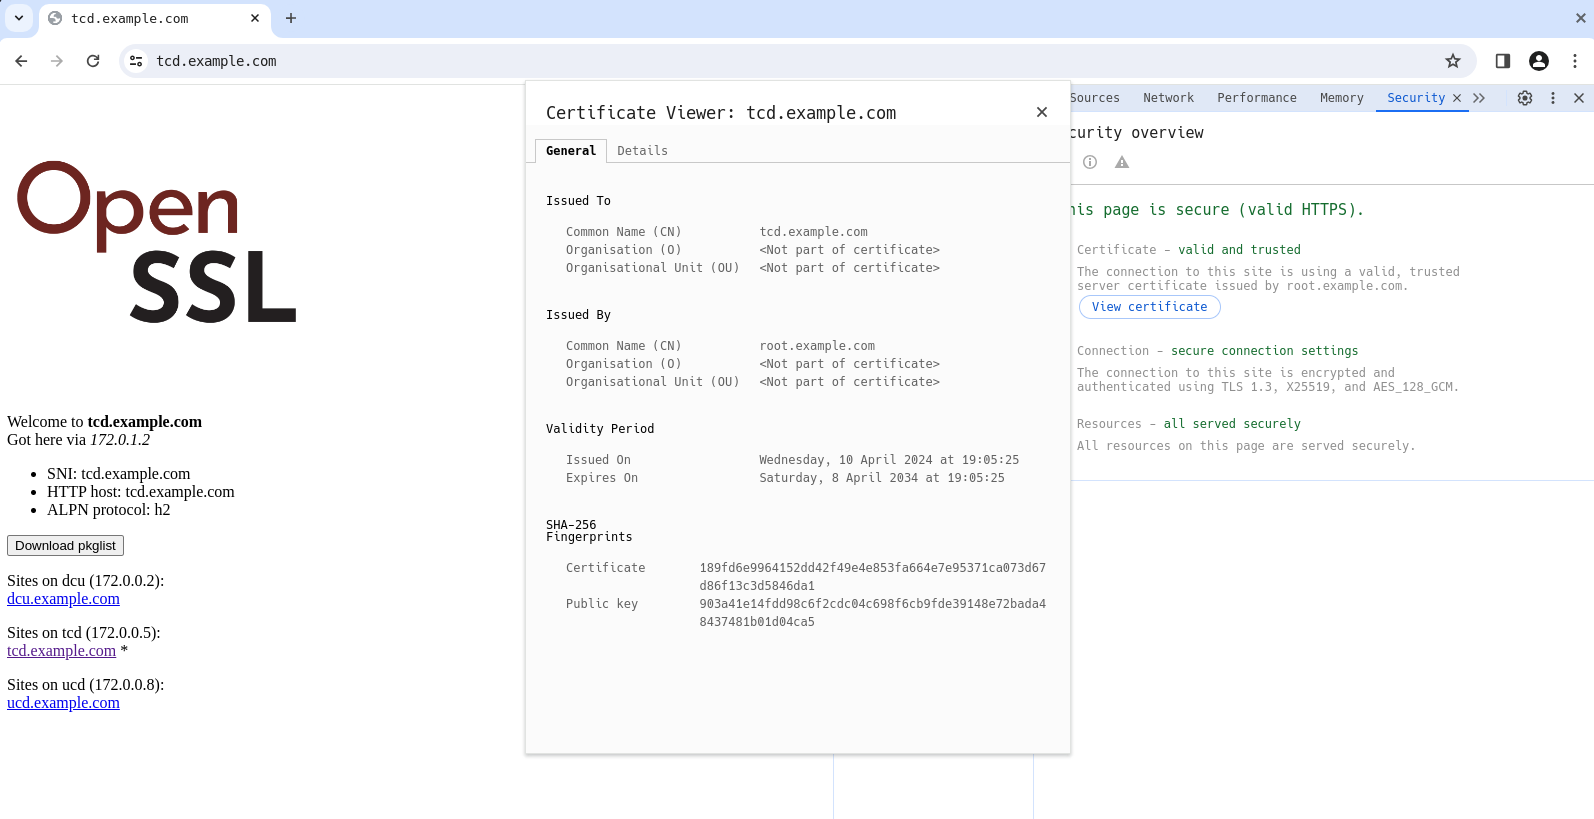 tcd.example.com
tcd.example.com
Open
SSL
Welcome to tcd.example.com
Got here via 172.0.1.2
SNI: tcd.example.com
HTTP host: tcd.example.com
ALPN protocol: h2
Download pkglist
Sites on dcu (172.0.0.2):
dcu.example.com
Sites on tcd (172.0.0.5):
tcd.example.com *
Sites on ucd (172.0.0.8):
ucd.example.com
Certificate Viewer: tcd.example.com
General Details
Issued To
Common Name (CN) tcd.example.com
Organisation (O) <Not part of certificate>
Organisational Unit (OU) <Not part of certificate>
Issued By
Common Name (CN) root.example.com
Organisation (O) <Not part of certificate>
Organisational Unit (OU) <Not part of certificate>
Validity Period
Issued On Wednesday, 10 April 2024 at 19:05:25
Expires On Saturday, 8 April 2034 at 19:05:25
SHA-256
Fingerprints
Certificate 189fd6e9964152dd42f49e4e853fa664e7e95371ca073d67
d86f13c3d5846da1
Public key 903a41e14fdd98c6f2cdc04c698f6cb9fde39148e72bada4
8437481b01d04ca5
Sources Network Performance Memory Security
curity overview
his page is secure (valid HTTPS).
Certificate - valid and trusted
The connection to this site is using a valid, trusted
server certificate issued by root.example.com.
View certificate
Connection - secure connection settings
The connection to this site is encrypted and
authenticated using TLS 1.3, X25519, and AES_128_GCM.
Resources - all served securely
All resources on this page are served securely.